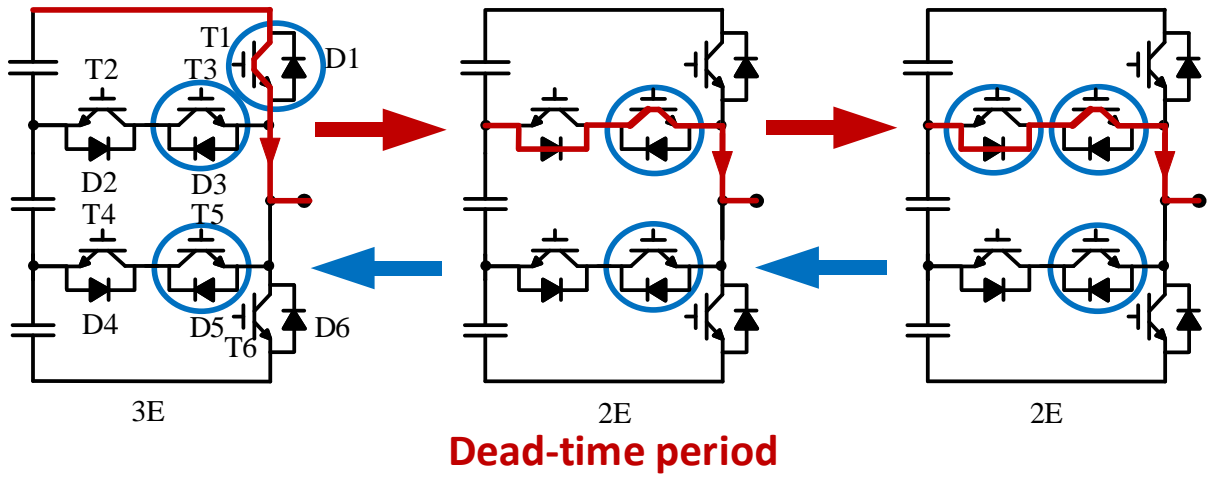 T1
D1
T2
T3
D2
D3
T4
T5
D4
D5
D6
T6
3E
2E
2E
Dead-time period